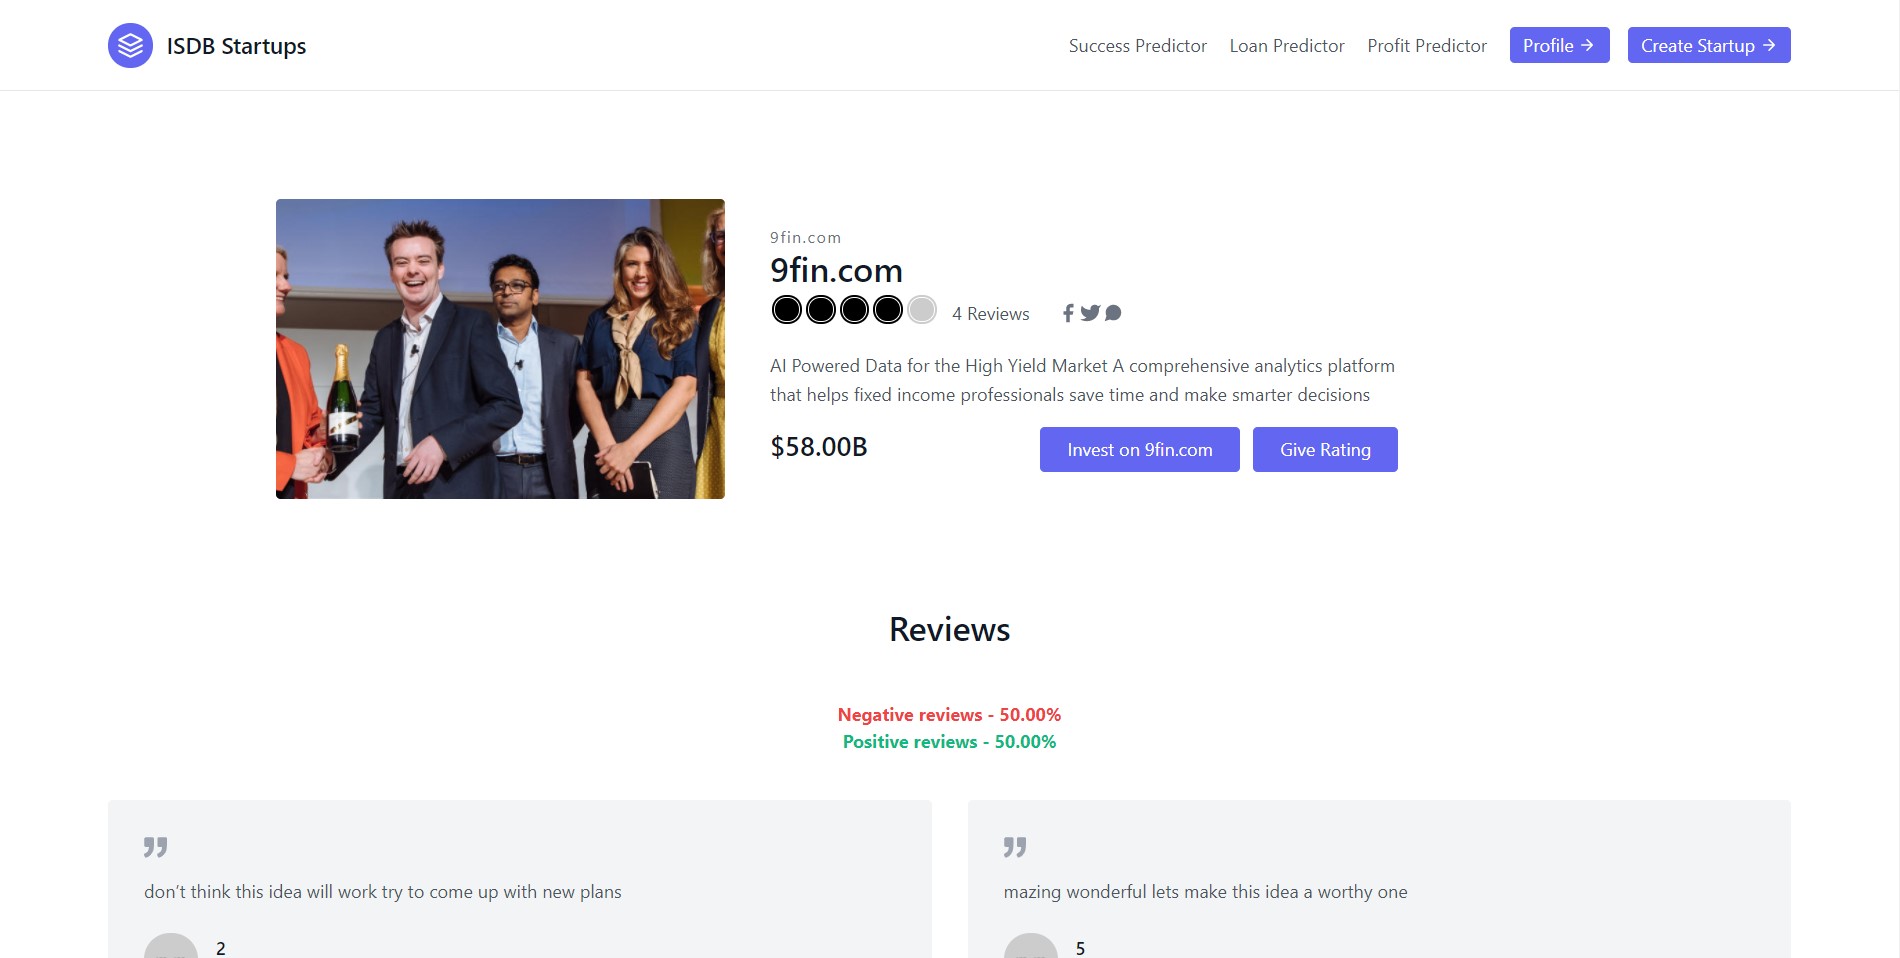 ISDB Startups
Success Predictor
Loan Predictor
Profit Predictor
Profile →
Create Startup →
9fin.com
9fin.com
4 Reviews
AI Powered Data for the High Yield Market A comprehensive analytics platform
that helps fixed income professionals save time and make smarter decisions
$58.00B
Invest on 9fin.com
Give Rating
Reviews
Negative reviews - 50.00%
Positive reviews - 50.00%
don't think this idea will work try to come up with new plans
2
mazing wonderful lets make this idea a worthy one
5